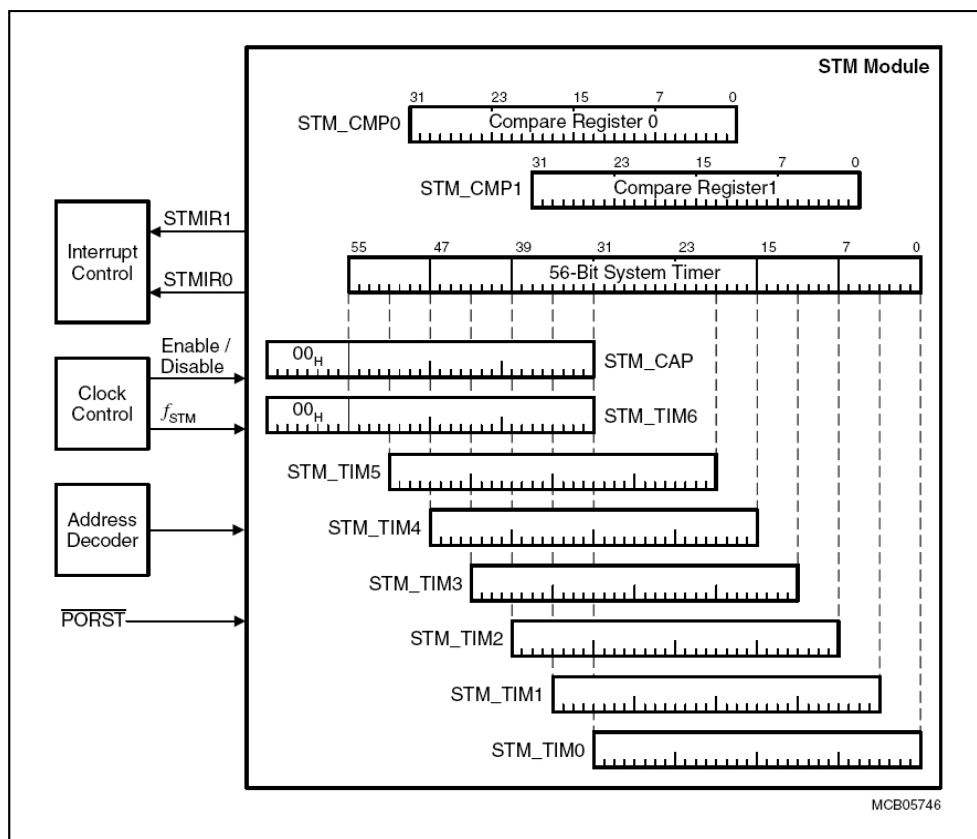 STM Module
31 23 15 7 0
STM_CMP0 Compare Register 0
31 23 15 7 0
STM_CMP1 Compare Register1
Interrupt
Control
STMIR1
STMIR0
55 47 39 31 23 15 7 0
56-Bit System Timer
Enable /
Disable
Clock
Control
fSTM
00H STM_CAP
00H STM_TIM6
STM_TIM5
Address
Decoder
STM_TIM4
STM_TIM3
PORST
STM_TIM2
STM_TIM1
STM_TIM0
MCB05746